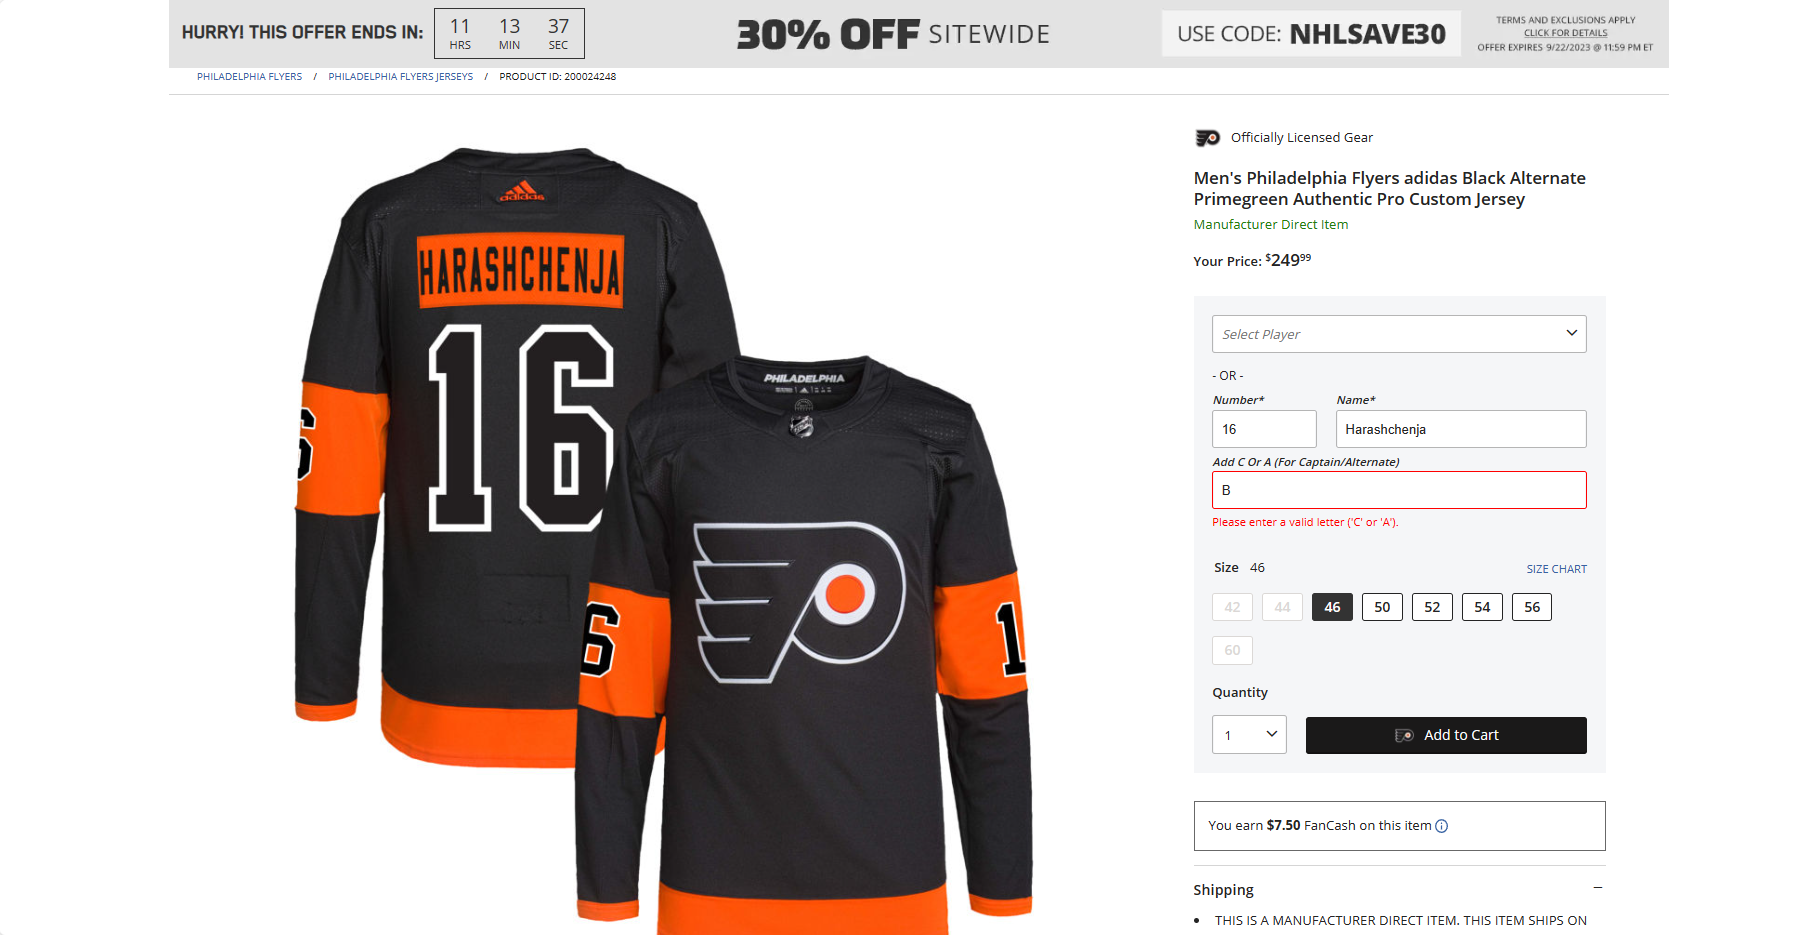 HURRY! THIS OFFER ENDS IN:
11 13 37
HRS MIN SEC
30% OFF SITEWIDE
USE CODE: NHLSAVE30
TERMS AND EXCLUSIONS APPLY
CLICK FOR DETAILS
OFFER EXPIRES 9/22/2023 @ 11:59 PM ET
PHILADELPHIA FLYERS / PHILADELPHIA FLYERS JERSEYS / PRODUCT ID: 200024248
adidas
HARASHCHENJA
16
6
PHILADELPHIA
6
1
Officially Licensed Gear
Men's Philadelphia Flyers adidas Black Alternate
Primegreen Authentic Pro Custom Jersey
Manufacturer Direct Item
Your Price: $249.99
Select Player
- OR -
Number* Name*
16 Harashchenja
Add C Or A (For Captain/Alternate)
B
Please enter a valid letter ('C' or 'A').
Size 46 SIZE CHART
42 44 46 50 52 54 56
60
Quantity
1 Add to Cart
You earn $7.50 FanCash on this item
Shipping
THIS IS A MANUFACTURER DIRECT ITEM. THIS ITEM SHIPS ON